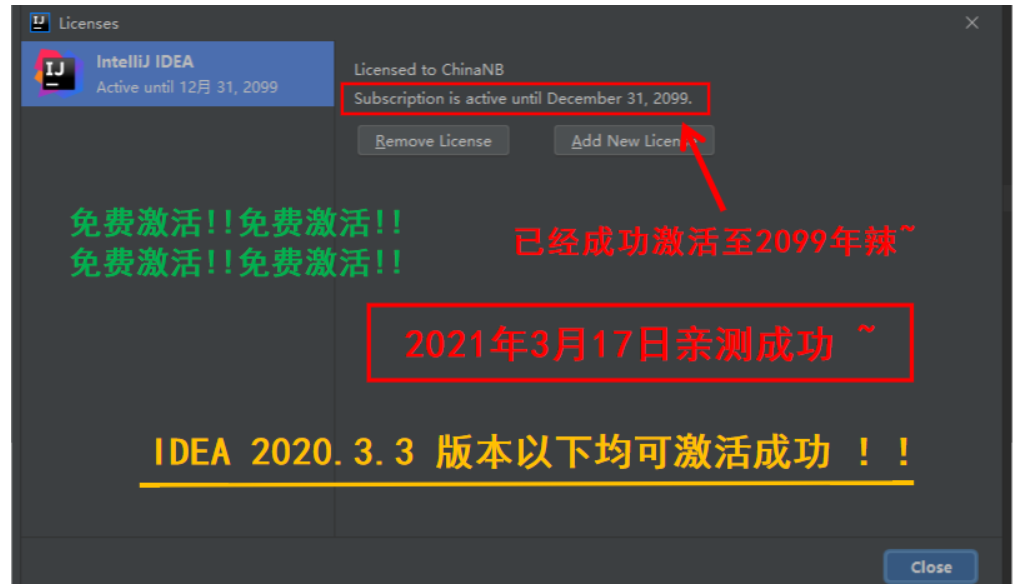 Licenses
IntelliJ IDEA
Active until 12月 31, 2099
Licensed to ChinaNB
Subscription is active until December 31, 2099.
Remove License
Add New License
免费激活!!免费激活!!
免费激活!!免费激活!!
已经成功激活至2099年辣~
2021年3月17日亲测成功 ~
IDEA 2020.3.3 版本以下均可激活成功 ！！
Close